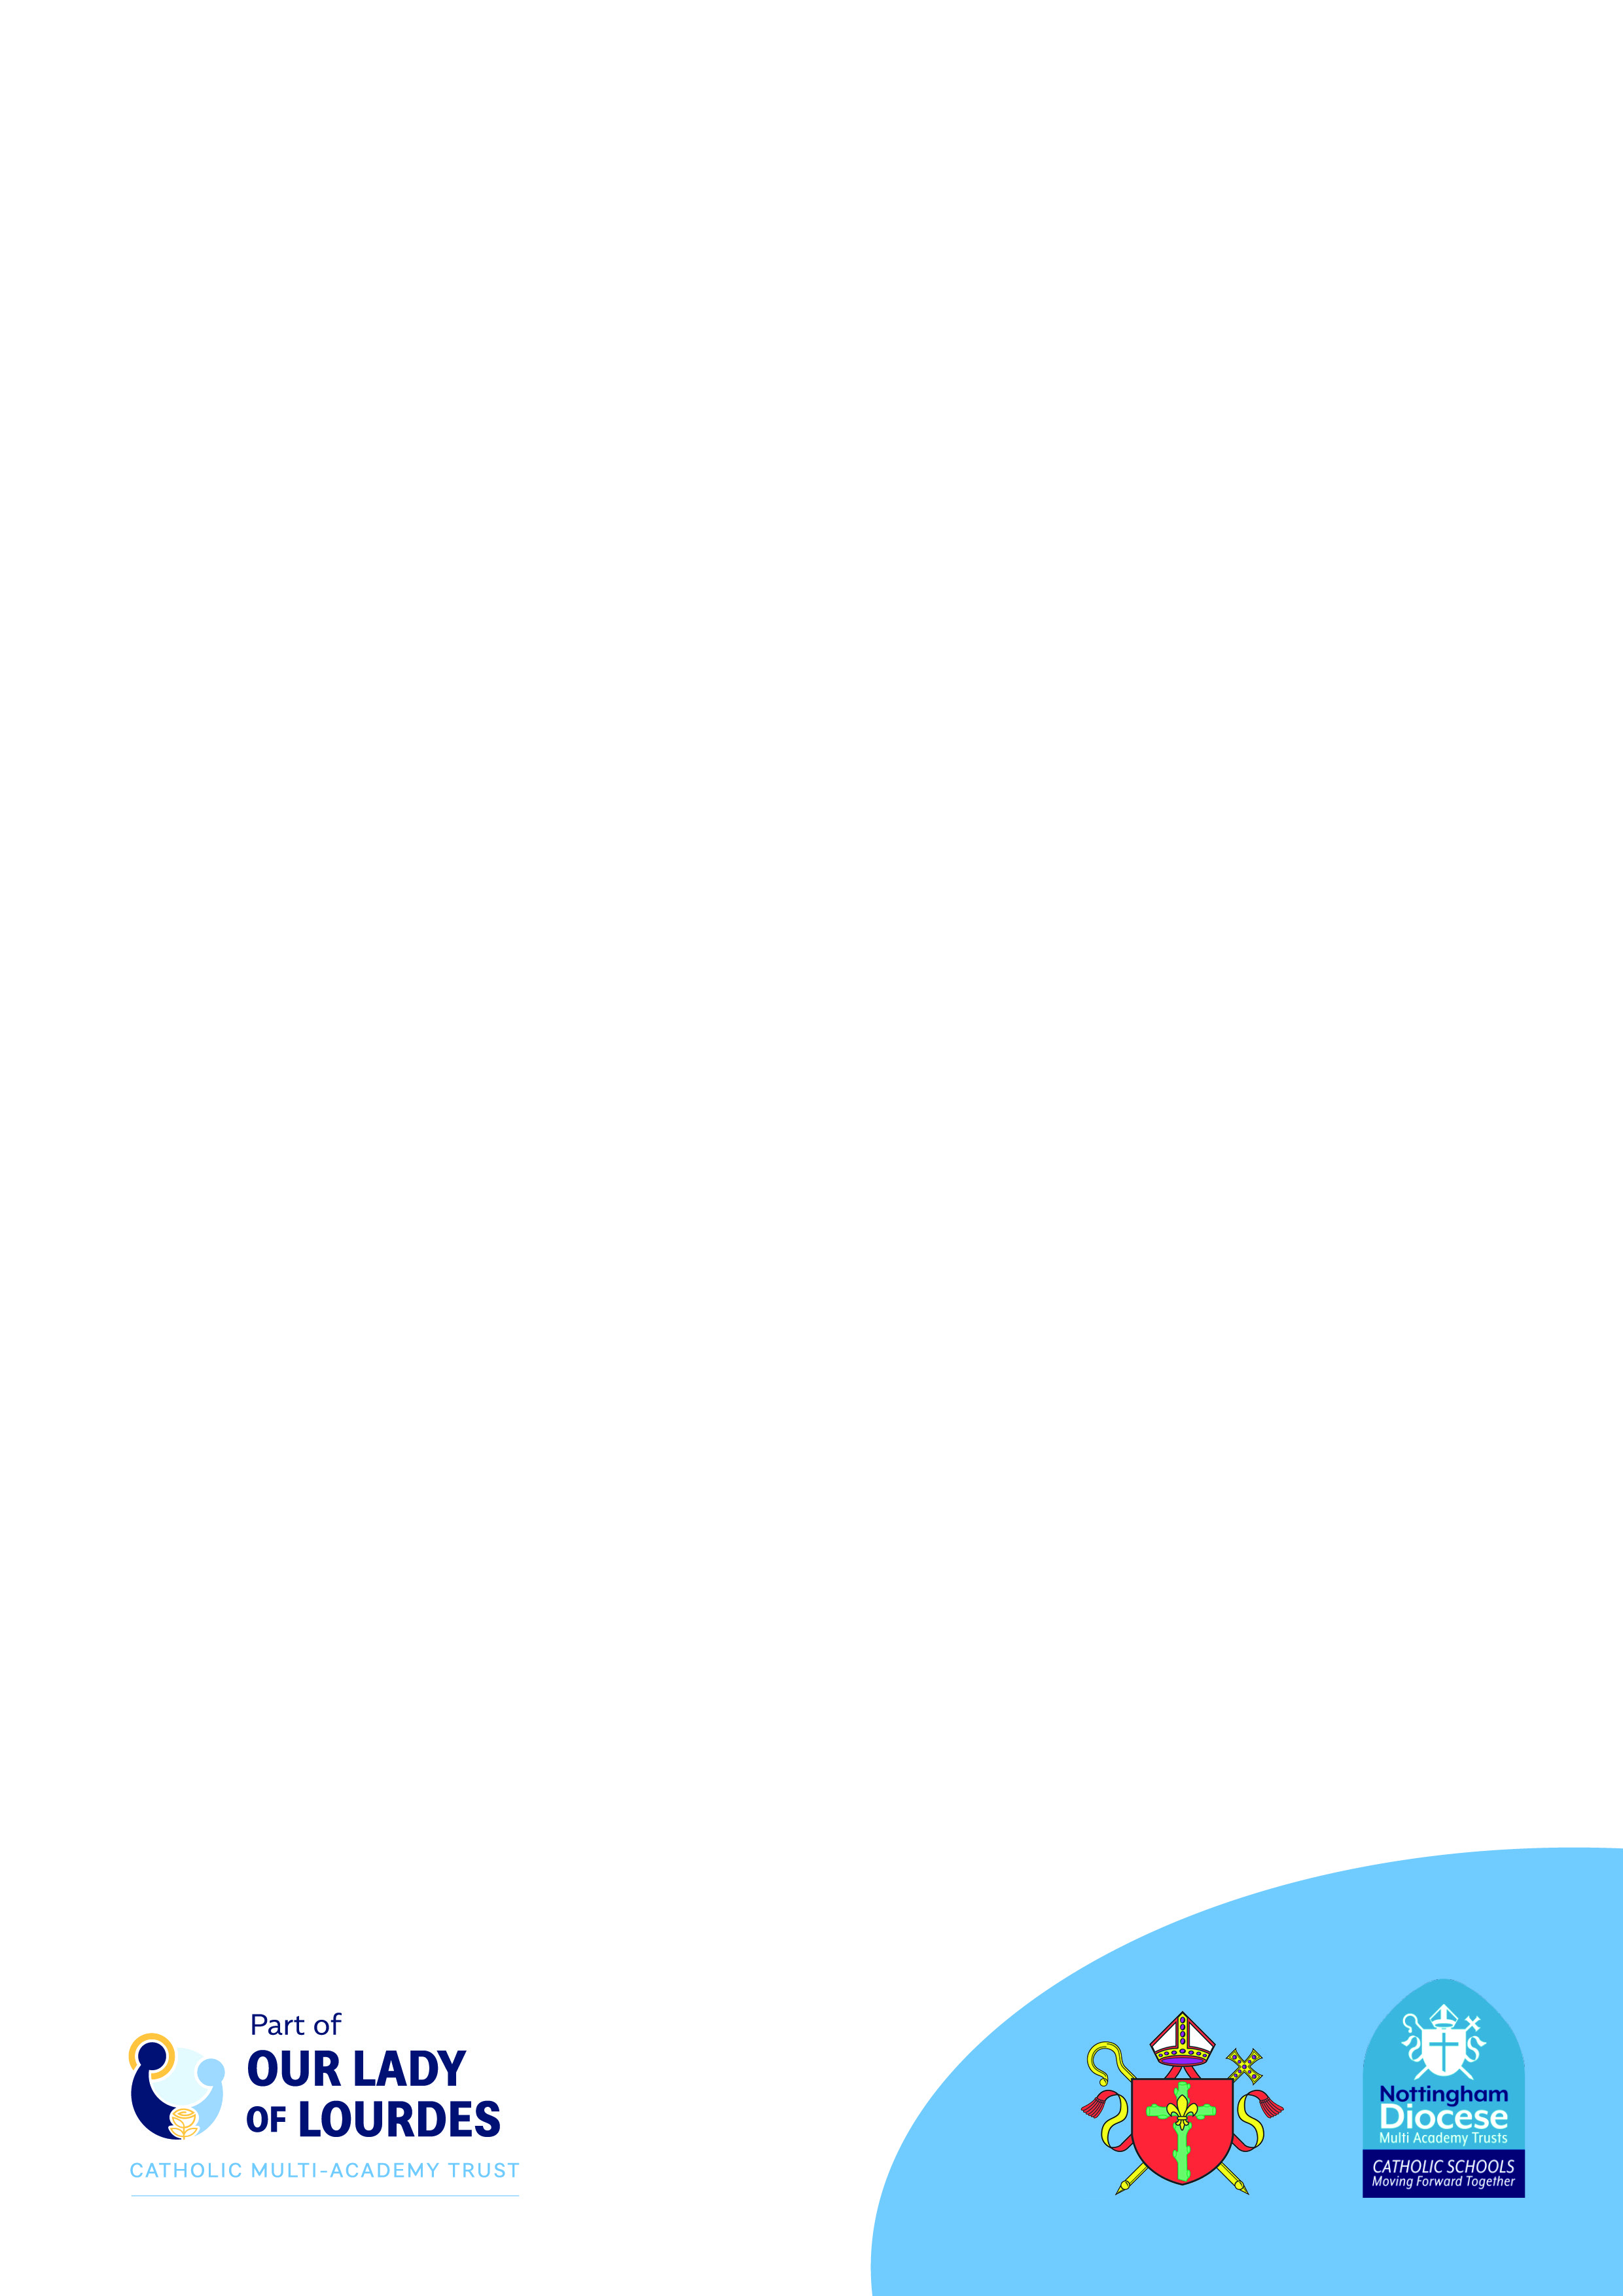 Part of
OUR LADY
OF LOURDES
CATHOLIC MULTI-ACADEMY TRUST
Nottingham
Diocese
Multi Academy Trusts
CATHOLIC SCHOOLS
Moving Forward Together